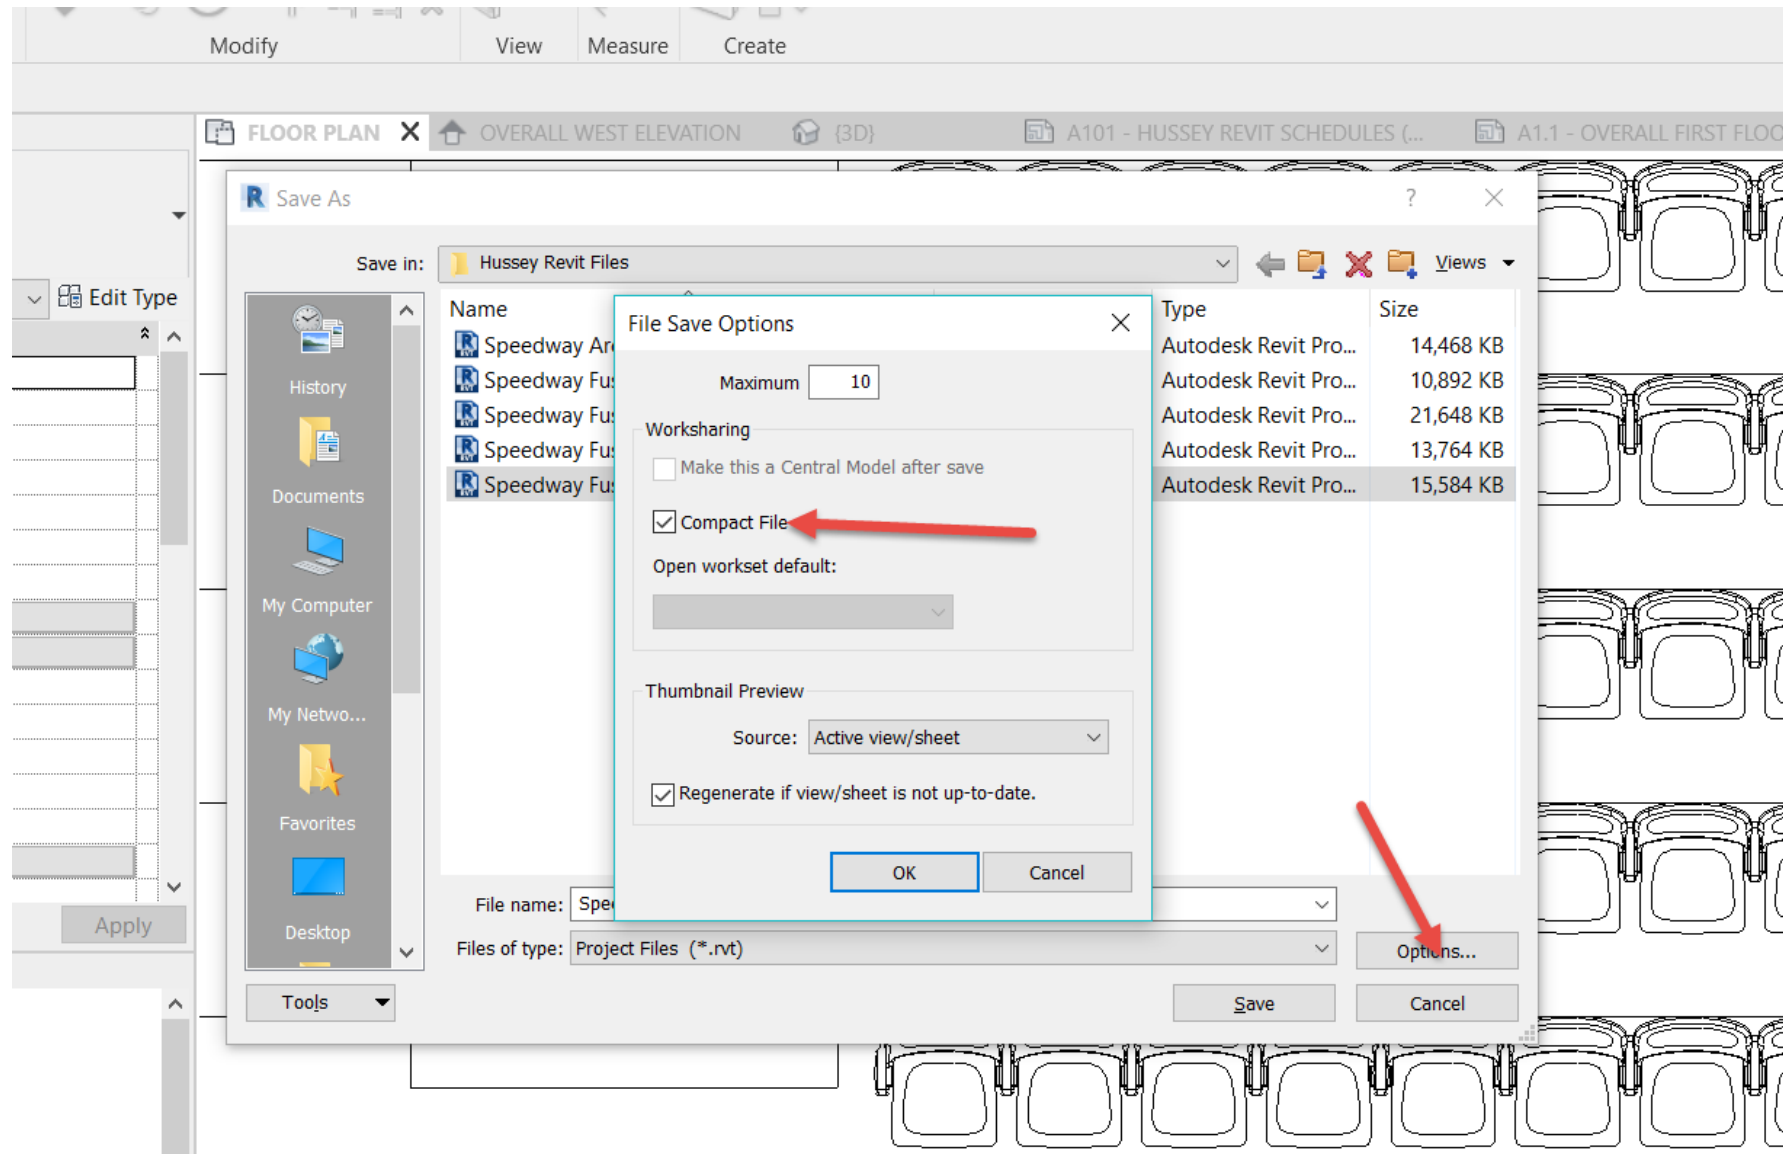 Modify
View
Measure
Create
FLOOR PLAN
OVERALL WEST ELEVATION
{3D}
A101 - HUSSEY REVIT SCHEDULES (...
A1.1 - OVERALL FIRST FLOO
R Save As
?
Save in:
Hussey Revit Files
Views
Edit Type
Name
Type
Size
Speedway Are
Autodesk Revit Pro...
14,468 KB
Speedway Fus
Autodesk Revit Pro...
10,892 KB
Speedway Fus
Autodesk Revit Pro...
21,648 KB
Speedway Fus
Autodesk Revit Pro...
13,764 KB
Speedway Fus
Autodesk Revit Pro...
15,584 KB
History
Documents
My Computer
My Netwo...
Favorites
Desktop
File Save Options
Maximum
10
Worksharing
Make this a Central Model after save
Compact File
Open workset default:
Thumbnail Preview
Source:
Active view/sheet
Regenerate if view/sheet is not up-to-date.
OK
Cancel
File name:
Spee
Files of type:
Project Files (*.rvt)
Options...
Apply
Tools
Save
Cancel